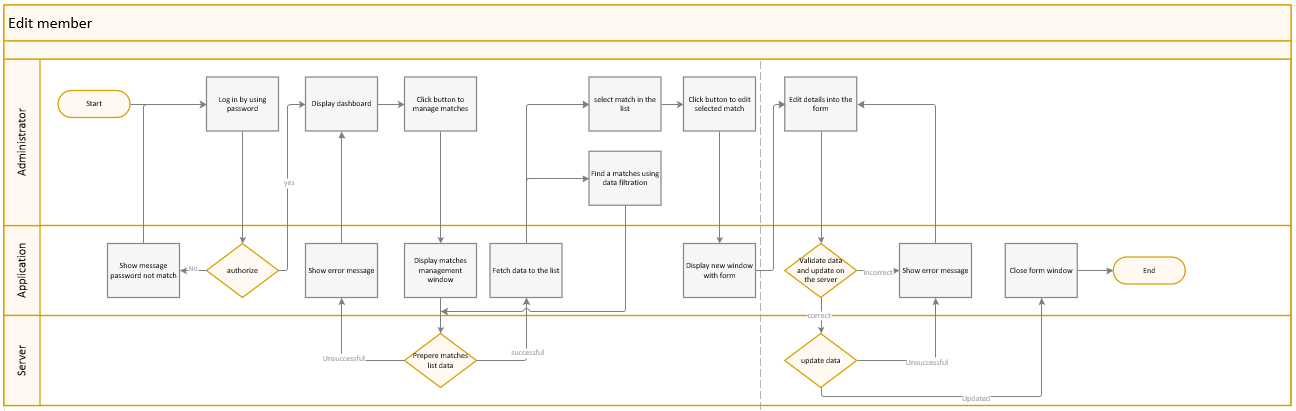 Edit member
Administrator
Start
Log in by using
password
Display dashboard
Click button to
manage matches
select match in the
list
Click button to edit
selected match
Edit details into the
form
yes
Find a matches using
data filtration
Application
Show message
password not match
No
authorize
Show error message
Display matches
management
window
Fetch data to the list
Display new window
with form
Validate data
and update on
the server
incorrect
Show error message
Close form window
End
correct
Server
Unsuccessful
Prepere matches
list data
successful
update data
Unsuccessful
Updated